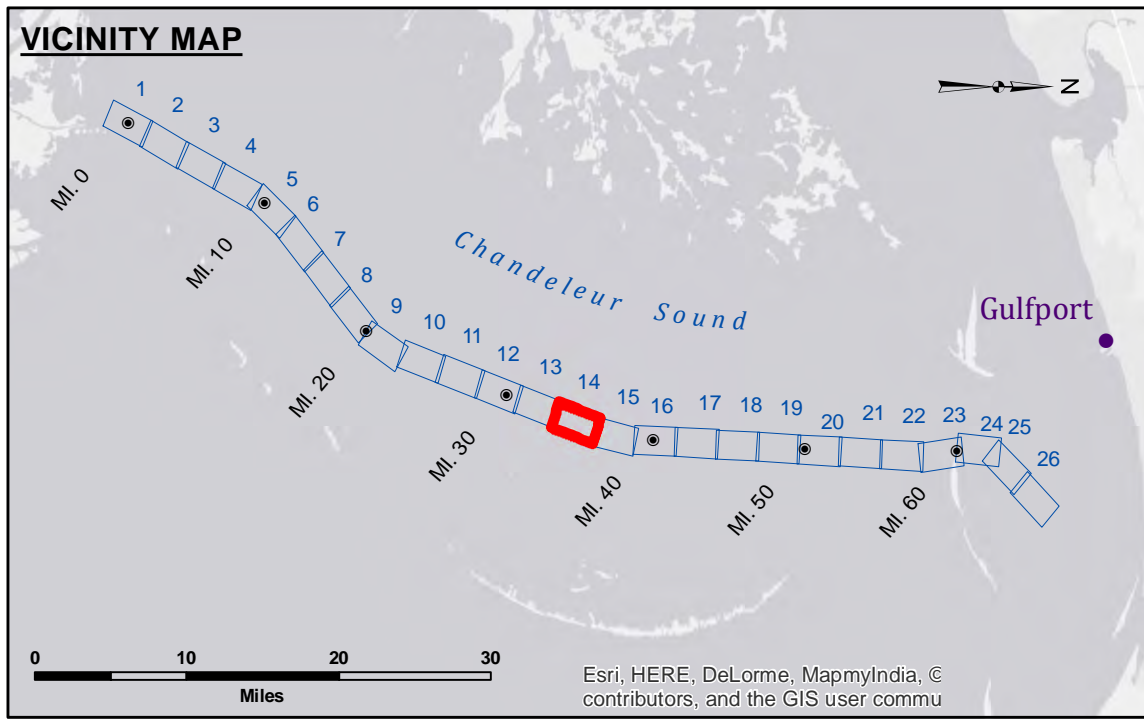 VICINITY MAP
N
1
2
3
4
5
6
7
8
9
10
11
12
13
14
15
16
17
18
19
20
21
22
23
24
25
26
MI. 0
MI. 10
MI. 20
MI. 30
MI. 40
MI. 50
MI. 60
Chandeleur Sound
Gulfport
0 10 20 30
Miles
Esri, HERE, DeLorme, MapmyIndia, ©
contributors, and the GIS user commu